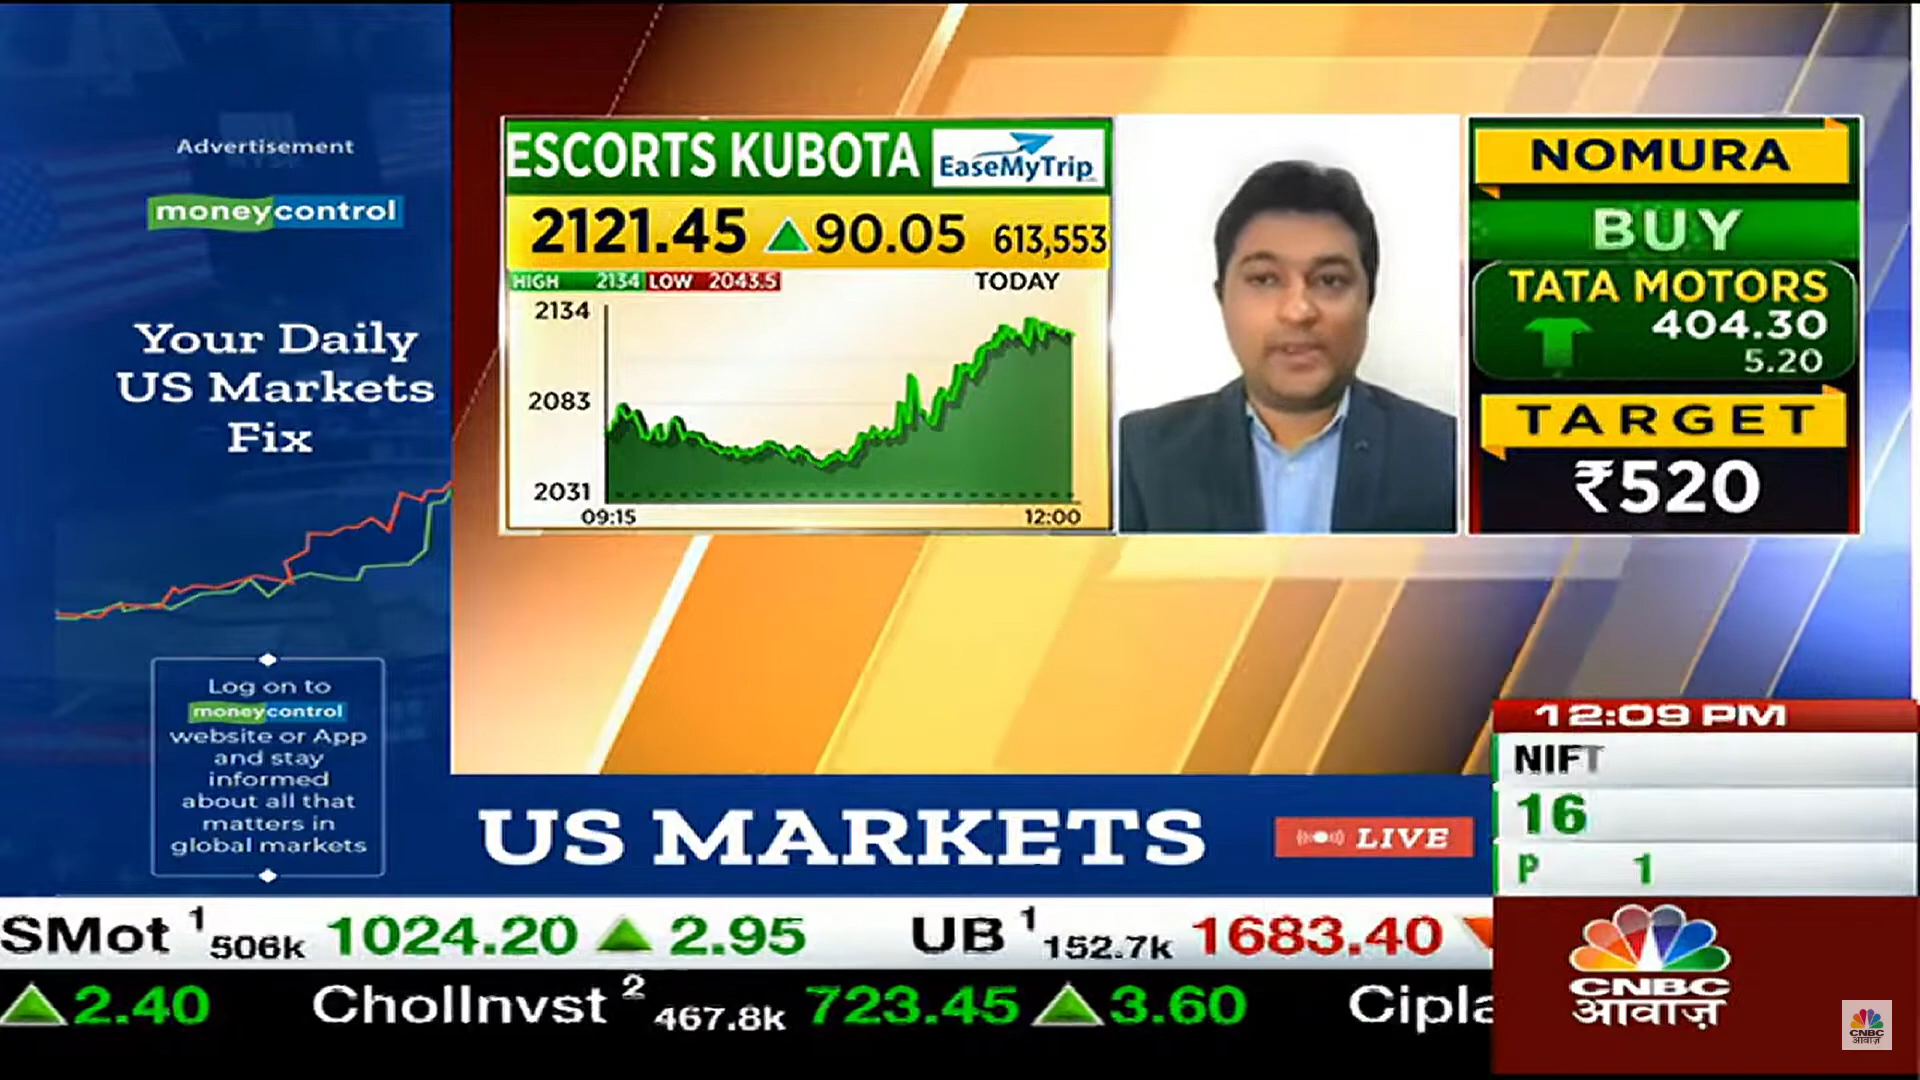 Advertisement
moneycontrol
Your Daily
US Markets
Fix
Log on to
moneycontrol
website or App
and stay
informed
about all that
matters in
global markets
ESCORTS KUBOTA
EaseMyTrip
2121.45 ▲90.05 613,553
HIGH 2134 LOW 2043.5 TODAY
2134
2083
2031
09:15 12:00
NOMURA
BUY
TATA MOTORS
404.30
5.20
TARGET
₹520
US MARKETS
LIVE
12:09 PM
NIFT
16
P 1
SMot 1 506k 1024.20 ▲ 2.95 UB 1 152.7k 1683.40
▲2.40 CholInvst 2 467.8k 723.45 ▲3.60 Cipla
CNBC
आवाज़
CNBC
आवाज़